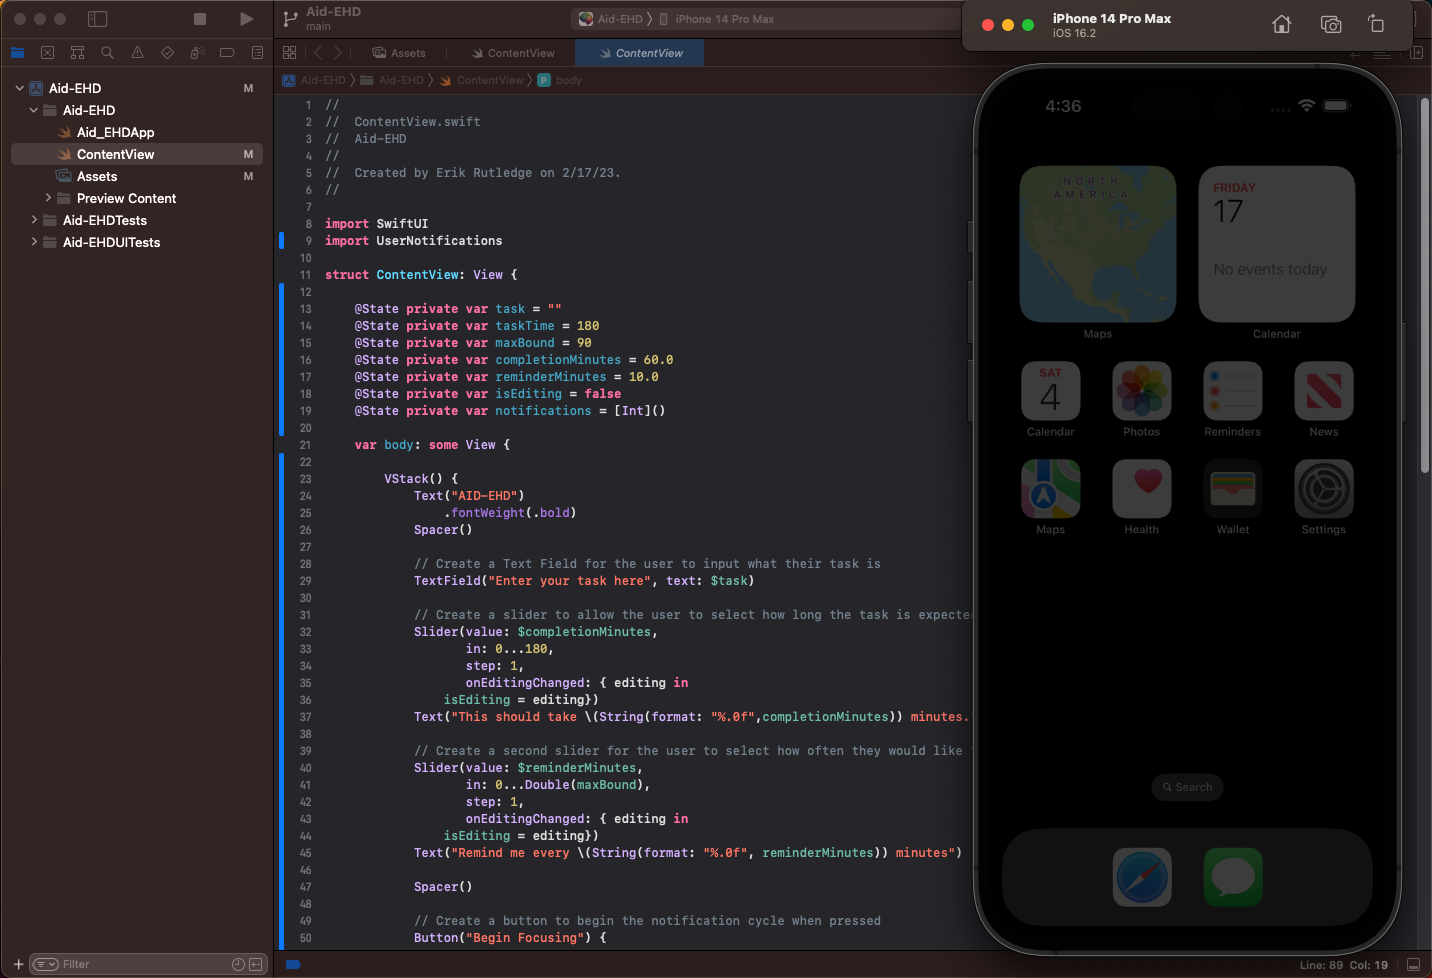 Aid-EHD
main
Aid-EHD
iPhone 14 Pro Max
iPhone 14 Pro Max
iOS 16.2
Assets
ContentView
ContentView
Aid-EHD
Aid-EHD
ContentView
P
body
Aid-EHD
M
Aid-EHD
Aid_EHDApp
ContentView
M
Assets
M
Preview Content
Aid-EHDTests
Aid-EHDUITests
1 //
2 //  ContentView.swift
3 //  Aid-EHD
4 //
5 //  Created by Erik Rutledge on 2/17/23.
6 //
7
8 import SwiftUI
9 import UserNotifications
10
11 struct ContentView: View {
12
13     @State private var task = ""
14     @State private var taskTime = 180
15     @State private var maxBound = 90
16     @State private var completionMinutes = 60.0
17     @State private var reminderMinutes = 10.0
18     @State private var isEditing = false
19     @State private var notifications = [Int]()
20
21     var body: some View {
22
23         VStack() {
24             Text("AID-EHD")
25                 .fontWeight(.bold)
26             Spacer()
27
28             // Create a Text Field for the user to input what their task is
29             TextField("Enter your task here", text: $task)
30
31             // Create a slider to allow the user to select how long the task is expected
32             Slider(value: $completionMinutes,
33                    in: 0...180,
34                    step: 1,
35                    onEditingChanged: { editing in
36                 isEditing = editing})
37             Text("This should take \(String(format: "%.0f",completionMinutes)) minutes.
38
39             // Create a second slider for the user to select how often they would like
40             Slider(value: $reminderMinutes,
41                    in: 0...Double(maxBound),
42                    step: 1,
43                    onEditingChanged: { editing in
44                 isEditing = editing})
45             Text("Remind me every \(String(format: "%.0f", reminderMinutes)) minutes")
46
47             Spacer()
48
49             // Create a button to begin the notification cycle when pressed
50             Button("Begin Focusing") {
4:36
NORTH
AMERICA
Maps
FRIDAY
17
No events today
Calendar
SAT
4
Calendar
Photos
Reminders
News
Maps
Health
Wallet
Settings
Search
Filter
Line: 89  Col: 19